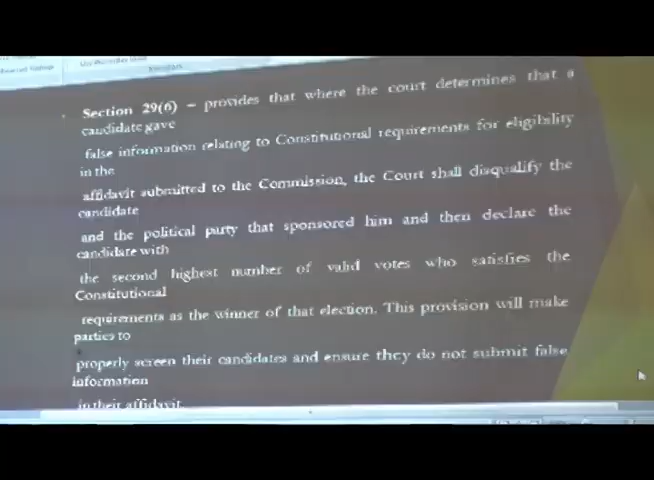 Section 29(6) – provides that where the court determines that a
candidate gave
false information relating to Constitutional requirements for eligibility
in the
affidavit submitted to the Commission, the Court shall disqualify the
candidate
and the political party that sponsored him and then declare the
candidate with
the second highest number of valid votes who satisfies the
Constitutional
requirements as the winner of that election. This provision will make
parties to
properly screen their candidates and ensure they do not submit false
information
in their affidavit.